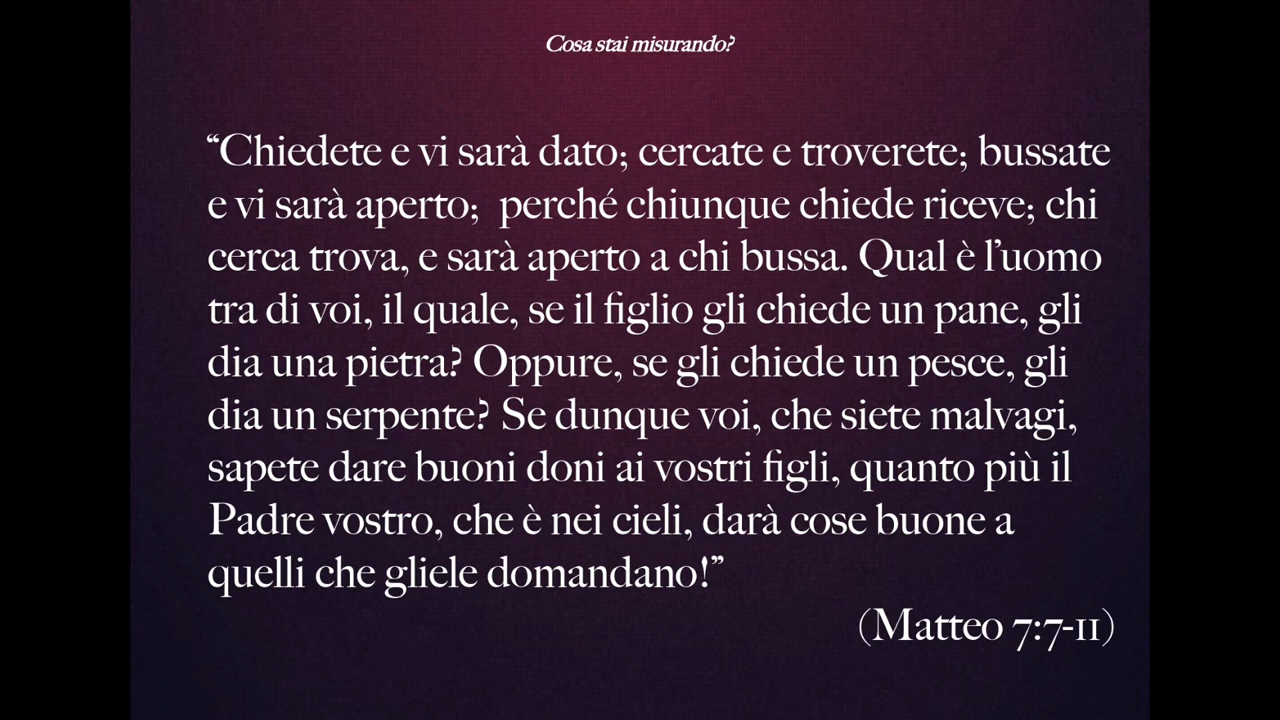 Cosa stai misurando?
“Chiedete e vi sarà dato; cercate e troverete; bussate
e vi sarà aperto;  perché chiunque chiede riceve; chi
cerca trova, e sarà aperto a chi bussa. Qual è l’uomo
tra di voi, il quale, se il figlio gli chiede un pane, gli
dia una pietra? Oppure, se gli chiede un pesce, gli
dia un serpente? Se dunque voi, che siete malvagi,
sapete dare buoni doni ai vostri figli, quanto più il
Padre vostro, che è nei cieli, darà cose buone a
quelli che gliele domandano!”
(Matteo 7:7-11)